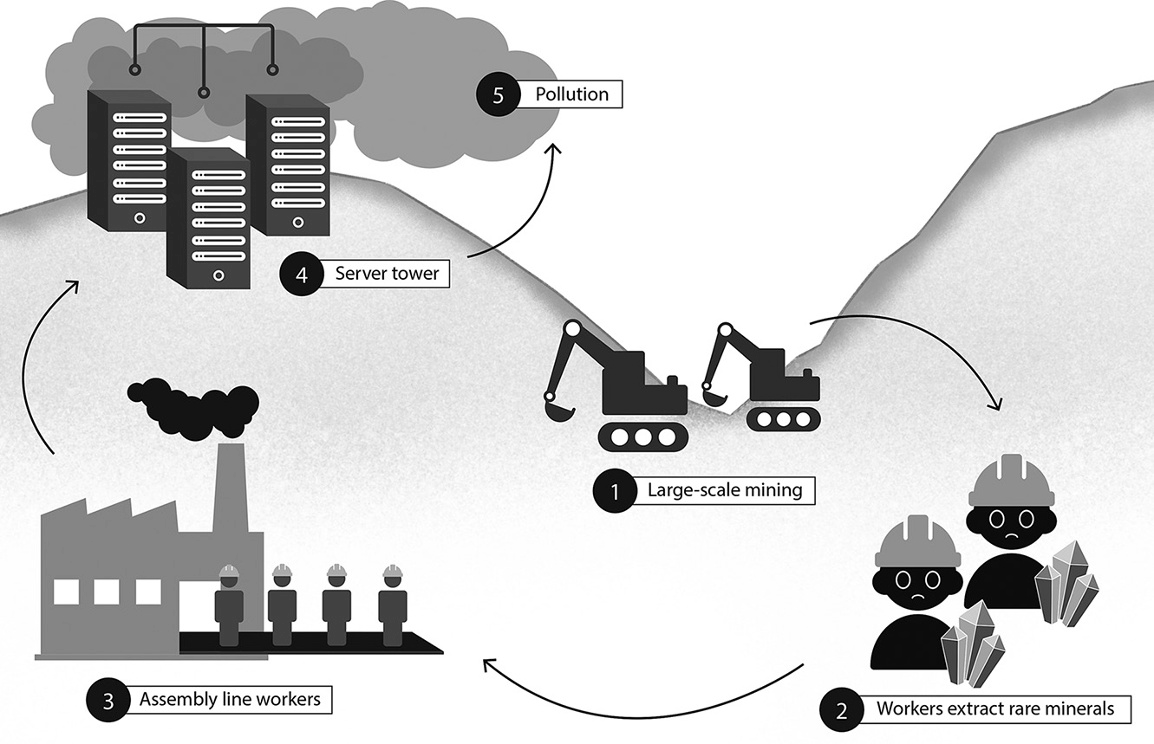 1 Large-scale mining
2 Workers extract rare minerals
3 Assembly line workers
4 Server tower
5 Pollution